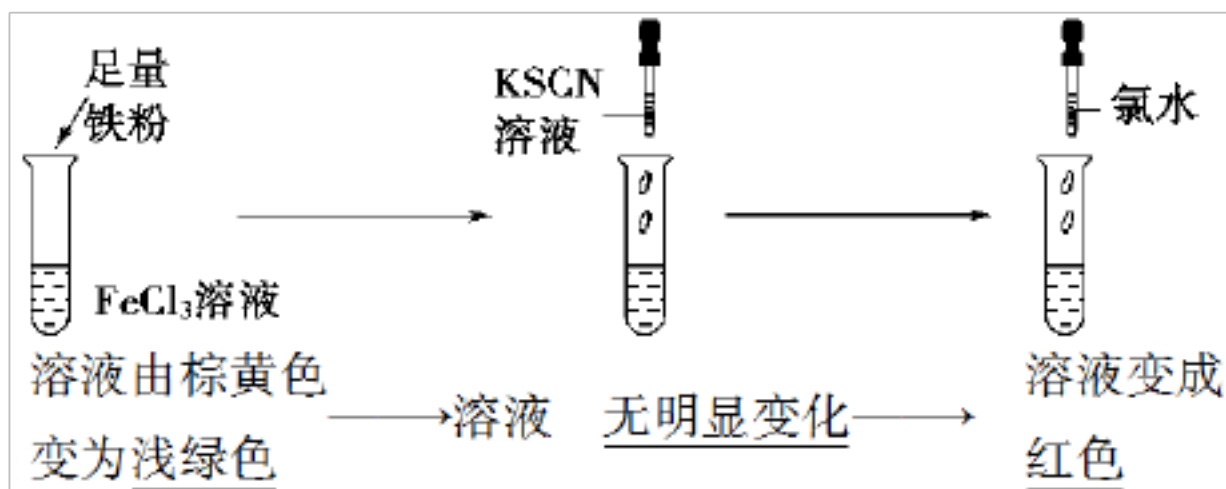 足量
铁粉
FeCl₃溶液
KSCN
溶液
氯水
溶液由棕黄色
变为浅绿色
溶液 无明显变化
溶液变成
红色